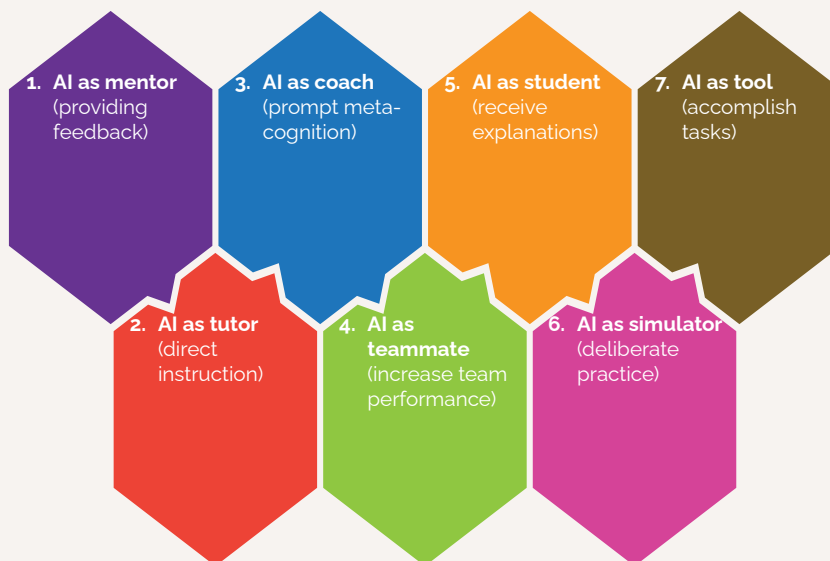 1. AI as mentor
(providing
feedback)
2. AI as tutor
(direct
instruction)
3. AI as coach
(prompt meta-
cognition)
4. AI as
teammate
(increase team
performance)
5. AI as student
(receive
explanations)
6. AI as simulator
(deliberate
practice)
7. AI as tool
(accomplish
tasks)